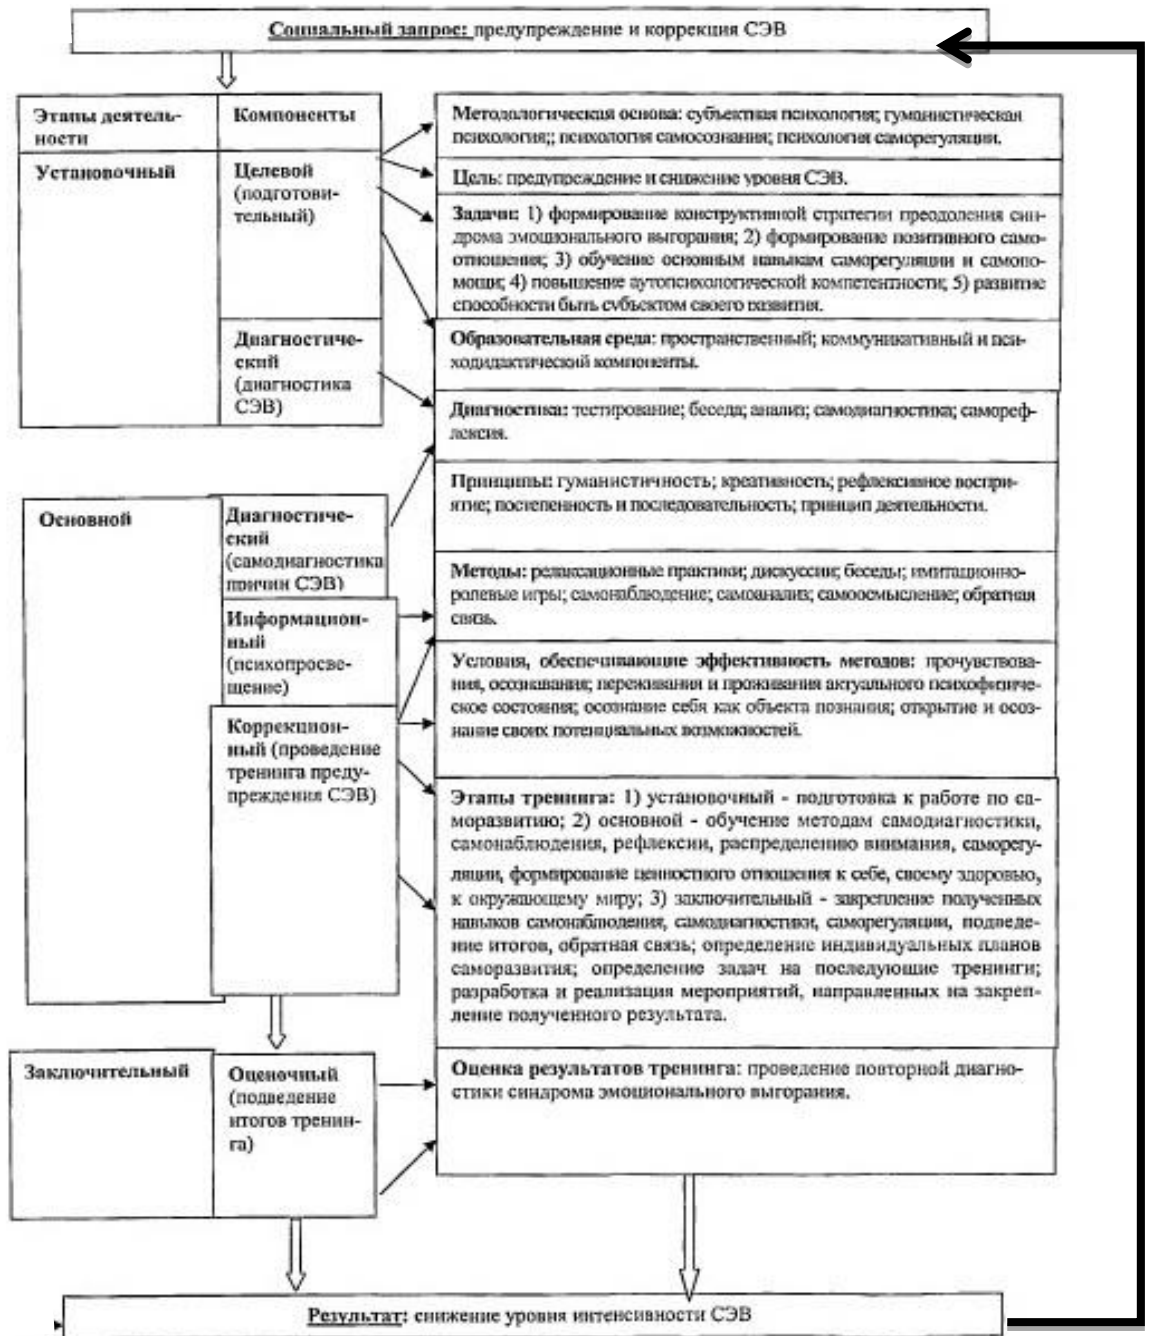 Социальный запрос: предупреждение и коррекция СЭВ
Этапы деятель-
ности
Компоненты
Установочный
Целевой
(подготови-
тельный)
Диагностиче-
ский
(диагностика
СЭВ)
Методологическая основа: субъектная психология; гуманистическая
психология;; психология самосознания; психология саморегуляции.
Цель: предупреждение и снижение уровня СЭВ.
Задачи: 1) формирование конструктивной стратегии преодоления син-
дрома эмоционального выгорания; 2) формирование позитивного само-
отношения; 3) обучение основным навыкам саморегуляции и самопо-
мощи; 4) повышение аутопсихологической компетентности; 5) развитие
способности быть субъектом своего развития.
Образовательная среда: пространственный; коммуникативный и пси-
ходидактический компоненты.
Диагностика: тестирование; беседа; анализ; самодиагностика; самореф-
лексия.
Принципы: гуманистичность; креативность; рефлексивное восприя-
тие; постепенность и последовательность; принцип деятельности.
Основной
Диагностиче-
ский
(самодиагностика
причин СЭВ)
Информацион-
ный
(психопросве-
щение)
Коррекцион-
ный (проведение
тренинга преду-
преждения СЭВ)
Методы: релаксационные практики; дискуссии; беседы; имитационно-
ролевые игры; самонаблюдение; самоанализ; самоосмысление; обратная
связь.
Условия, обеспечивающие эффективность методов: прочувствова-
ния, осознавания; переживания и проживания актуального психофизиче-
ское состояния; осознание себя как объекта познания; открытие и осоз-
нание своих потенциальных возможностей.
Этапы тренинга: 1) установочный - подготовка к работе по са-
моразвитию; 2) основной - обучение методам самодиагностики,
самонаблюдения, рефлексии, распределению внимания, саморегу-
ляции, формирование ценностного отношения к себе, своему здоровью,
к окружающему миру; 3) заключительный - закрепление полученных
навыков самонаблюдения, самодиагностики, саморегуляции, подведе-
ние итогов, обратная связь; определение индивидуальных планов
саморазвития; определение задач на последующие тренинги;
разработка и реализация мероприятий, направленных на закреп-
ление полученного результата.
Заключительный
Оценочный
(подведение
итогов тренин-
га)
Оценка результатов тренинга: проведение повторной диагно-
стики синдрома эмоционального выгорания.
Результат: снижение уровня интенсивности СЭВ